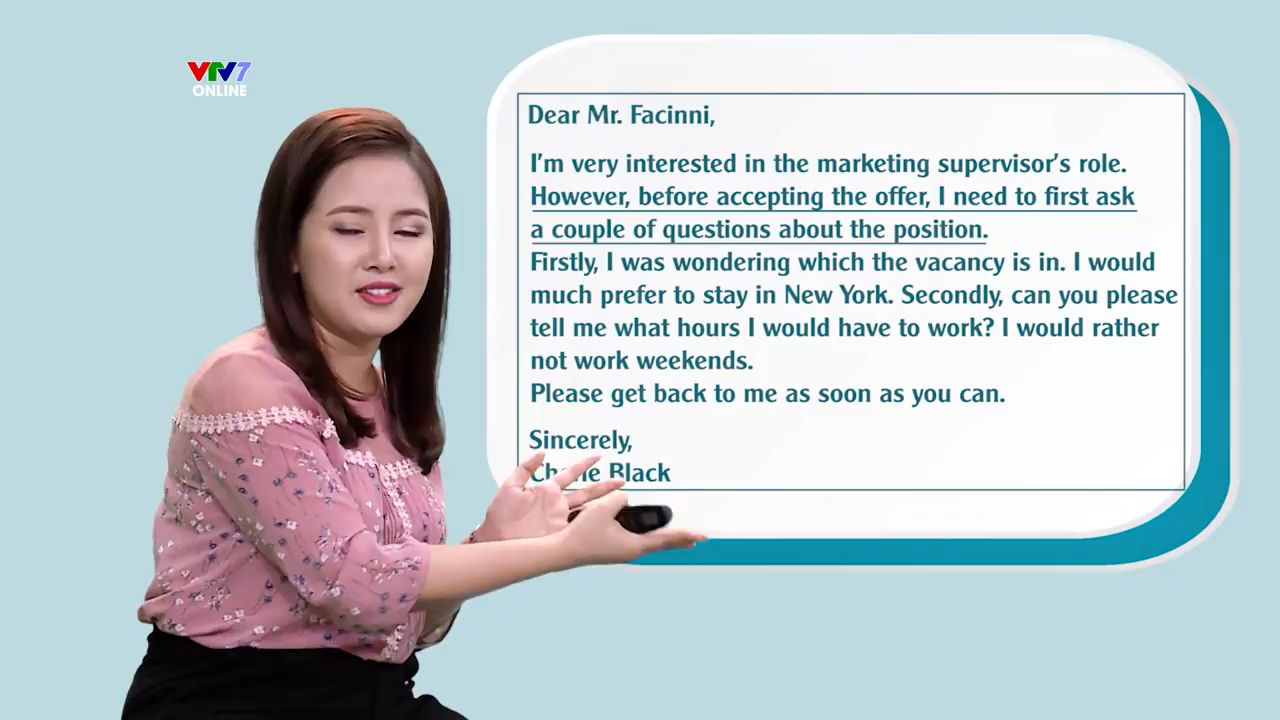 VTV7
ONLINE
Dear Mr. Facinni,
I'm very interested in the marketing supervisor's role.
However, before accepting the offer, I need to first ask
a couple of questions about the position.
Firstly, I was wondering which the vacancy is in. I would
much prefer to stay in New York. Secondly, can you please
tell me what hours I would have to work? I would rather
not work weekends.
Please get back to me as soon as you can.
Sincerely,
Black